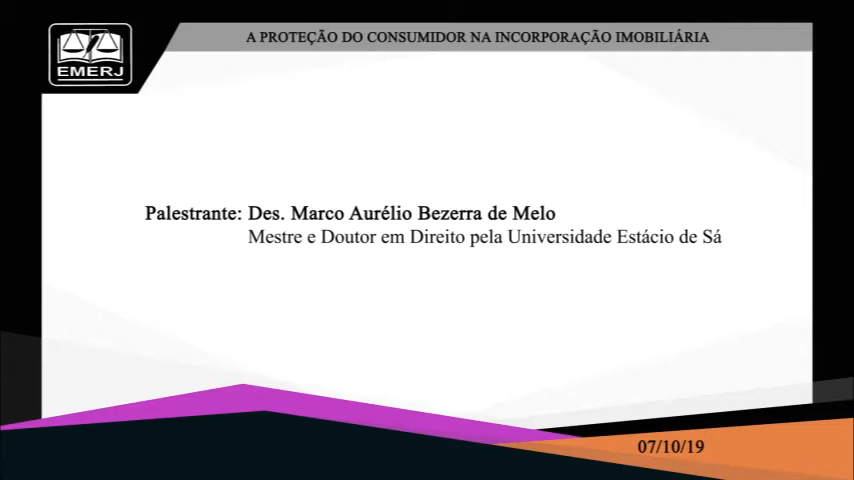 EMERJ
A PROTEÇÃO DO CONSUMIDOR NA INCORPORAÇÃO IMOBILIÁRIA
Palestrante: Des. Marco Aurélio Bezerra de Melo
Mestre e Doutor em Direito pela Universidade Estácio de Sá
07/10/19